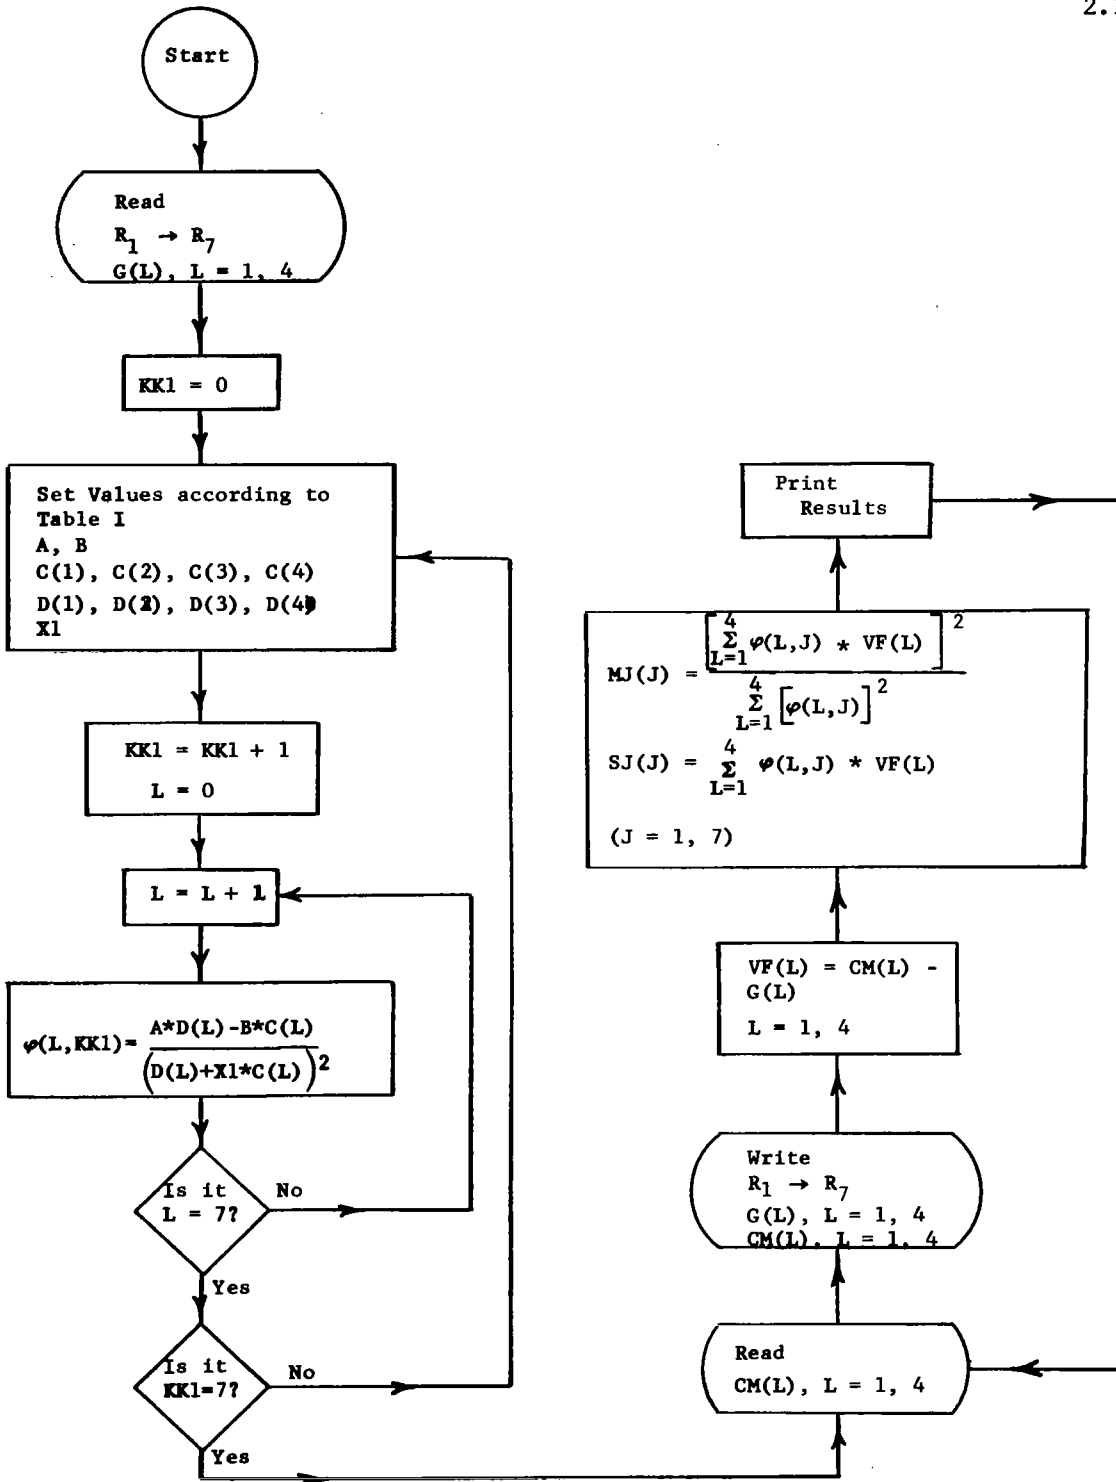 2.
Start
Read
R1 → R7
G(L), L = 1, 4
KK1 = 0
Set Values according to
Table I
A, B
C(1), C(2), C(3), C(4)
D(1), D(2), D(3), D(4)
X1
KK1 = KK1 + 1
L = 0
L = L + 1
φ(L,KK1)= A*D(L)-B*C(L) / (D(L)+X1*C(L))^2
Is it
L = 7?
No
Yes
Is it
KK1=7?
No
Yes
Print
Results
MJ(J) = [Σ_{L=1}^{4} φ(L,J) * VF(L)]^2 / Σ_{L=1}^{4} [φ(L,J)]^2
SJ(J) = Σ_{L=1}^{4} φ(L,J) * VF(L)
(J = 1, 7)
VF(L) = CM(L) -
G(L)
L = 1, 4
Write
R1 → R7
G(L), L = 1, 4
CM(L), L = 1, 4
Read
CM(L), L = 1, 4